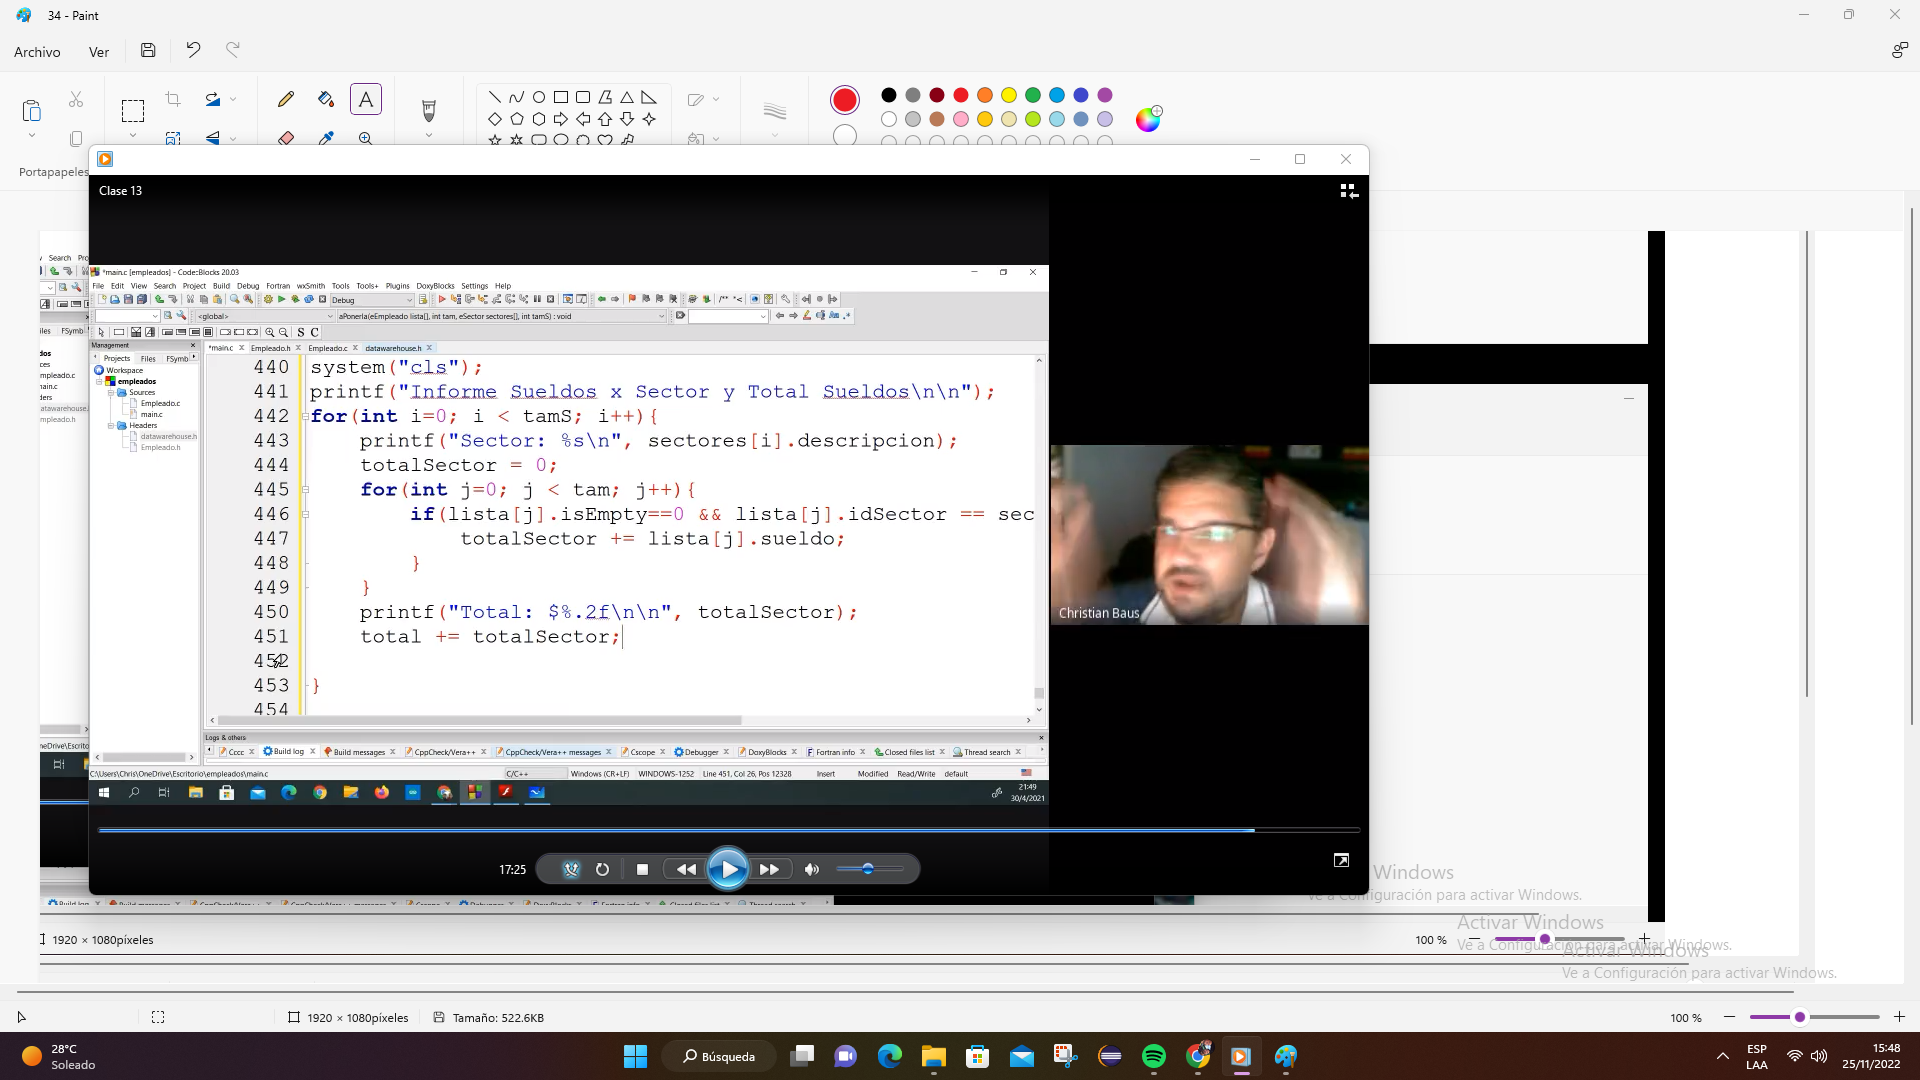 34 - Paint
Archivo
Ver
Portapapeles
Clase 13
*main.c [empleados] - Code::Blocks 20.03
File Edit View Search Project Build Debug Fortran wxSmith Tools Tools+ Plugins DoxyBlocks Settings Help
Debug
<global>
aPonerla(eEmpleado lista[], int tam, eSector sectores[], int tamS) : void
S C
Management
*main.c Empleado.h Empleado.c datawarehouse.h
Projects Files FSymb
Workspace
empleados
Sources
Empleado.c
main.c
Headers
datawarehouse.h
Empleado.h
440 system("cls");
441 printf("Informe Sueldos x Sector y Total Sueldos\n\n");
442 for(int i=0; i < tamS; i++){
443 printf("Sector: %s\n", sectores[i].descripcion);
444 totalSector = 0;
445 for(int j=0; j < tam; j++){
446 if(lista[j].isEmpty==0 && lista[j].idSector == sec
447 totalSector += lista[j].sueldo;
448 }
449 }
450 printf("Total: $%.2f\n\n", totalSector);
451 total += totalSector;
452
453 }
454
Christian Baus
Logs & others
Cccc Build log Build messages CppCheck/Vera++ CppCheck/Vera++ messages Cscope Debugger DoxyBlocks Fortran info Closed files list Thread search
C:\Users\Chris\OneDrive\Escritorio\empleados\main.c C/C++ Windows (CR+LF) WINDOWS-1252 Line 451, Col 26, Pos 12328 Insert Modified Read/Write default
21:49
30/4/2021
17:25
Windows
Ve a Configuración para activar Windows.
Activar Windows
Ve a Configuración para activar Windows.
Activar Windows
Ve a Configuración para activar Windows.
1920 × 1080píxeles
100 %
1920 × 1080píxeles
Tamaño: 522.6KB
100 %
28°C
Soleado
Búsqueda
ESP
LAA
15:48
25/11/2022